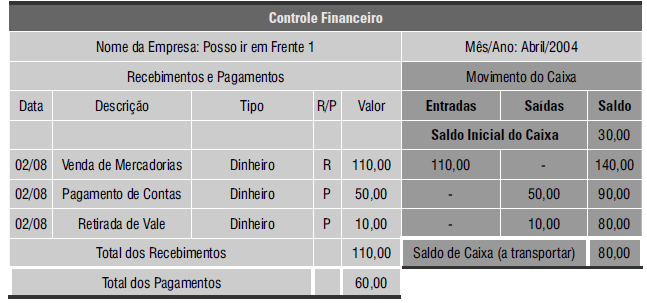 Controle Financeiro
Nome da Empresa: Posso ir em Frente 1 Mês/Ano: Abril/2004
Recebimentos e Pagamentos Movimento do Caixa
Data Descrição Tipo R/P Valor Entradas Saídas Saldo
Saldo Inicial do Caixa 30,00
02/08 Venda de Mercadorias Dinheiro R 110,00 110,00 - 140,00
02/08 Pagamento de Contas Dinheiro P 50,00 - 50,00 90,00
02/08 Retirada de Vale Dinheiro P 10,00 - 10,00 80,00
Total dos Recebimentos 110,00 Saldo de Caixa (a transportar) 80,00
Total dos Pagamentos 60,00